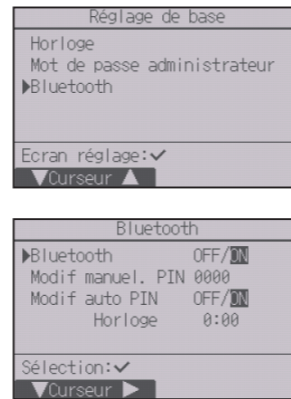 Réglage de base
Horloge
Mot de passe administrateur
▶Bluetooth
Ecran réglage:✓
▼Curseur ▲
Bluetooth
▶Bluetooth OFF/ON
Modif manuel. PIN 0000
Modif auto PIN OFF/ON
Horloge 0:00
Sélection:✓
▼Curseur ▶